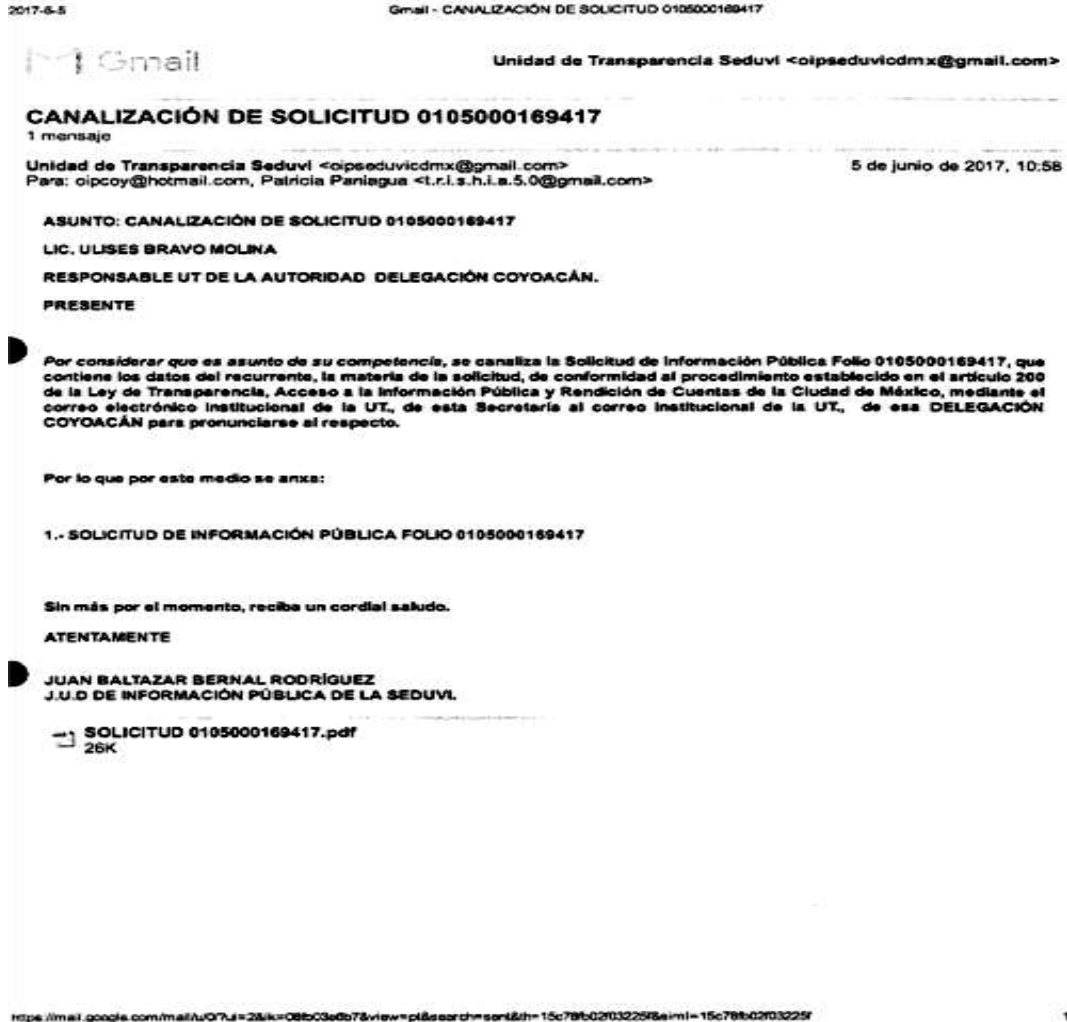 2017-6-5 Gmail - CANALIZACIÓN DE SOLICITUD 0105000169417
Gmail Unidad de Transparencia Seduvi <oipseduvicdmx@gmail.com>
CANALIZACIÓN DE SOLICITUD 0105000169417
1 mensaje
Unidad de Transparencia Seduvi <oipseduvicdmx@gmail.com> 5 de junio de 2017, 10:58
Para: oipcoy@hotmail.com, Patricia Paniagua <t.r.i.s.h.i.a.5.0@gmail.com>
ASUNTO: CANALIZACIÓN DE SOLICITUD 0105000169417
LIC. ULISES BRAVO MOLINA
RESPONSABLE UT DE LA AUTORIDAD DELEGACIÓN COYOACÁN.
PRESENTE
Por considerar que es asunto de su competencia, se canaliza la Solicitud de Información Pública Folio 0105000169417, que
contiene los datos del recurrente, la materia de la solicitud, de conformidad al procedimiento establecido en el artículo 200
de la Ley de Transparencia, Acceso a la Información Pública y Rendición de Cuentas de la Ciudad de México, mediante el
correo electrónico Institucional de la UT., de esta Secretaría al correo Institucional de la UT., de esa DELEGACIÓN
COYOACÁN para pronunciarse al respecto.
Por lo que por este medio se anxa:
1.- SOLICITUD DE INFORMACIÓN PÚBLICA FOLIO 0105000169417
Sin más por el momento, reciba un cordial saludo.
ATENTAMENTE
JUAN BALTAZAR BERNAL RODRÍGUEZ
J.U.D DE INFORMACIÓN PÚBLICA DE LA SEDUVI.
SOLICITUD 0105000169417.pdf
26K